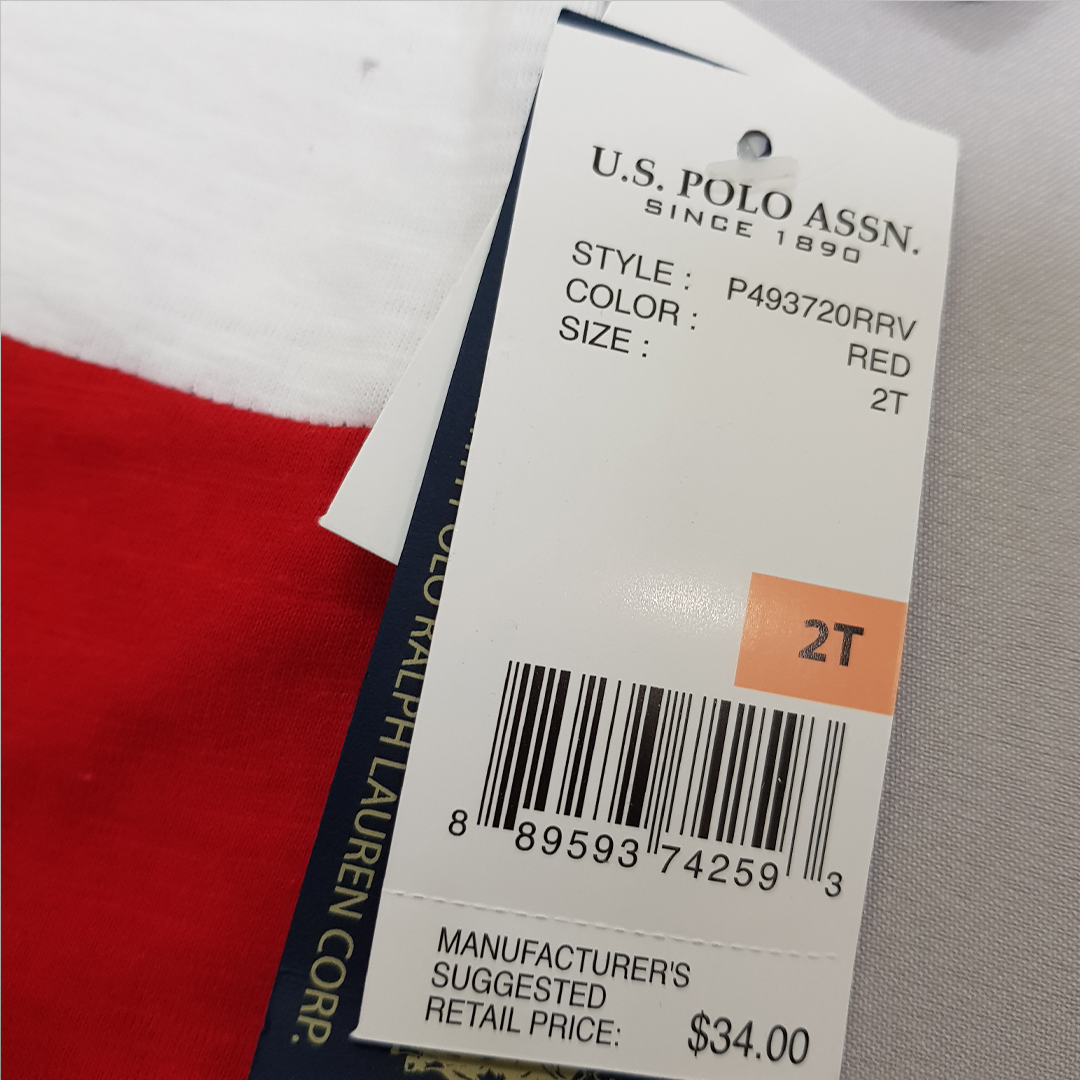 U.S. POLO ASSN.
SINCE 1890
STYLE : P493720RRV
COLOR : RED
SIZE : 2T
2T
8 89593 74259 3
MANUFACTURER'S
SUGGESTED
RETAIL PRICE: $34.00
POLO RALPH LAUREN CORP.